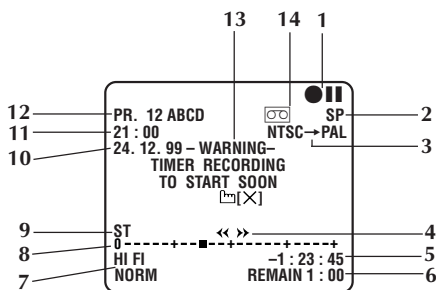 13 14 1
12 PR. 12 ABCD SP 2
11 21 : 00 NTSC→PAL 3
10 24. 12. 99 – WARNING–
TIMER RECORDING
TO START SOON
[X]
9 ST 4
8 0
HI FI –1 : 23 : 45 5
7 NORM REMAIN 1 : 00 6